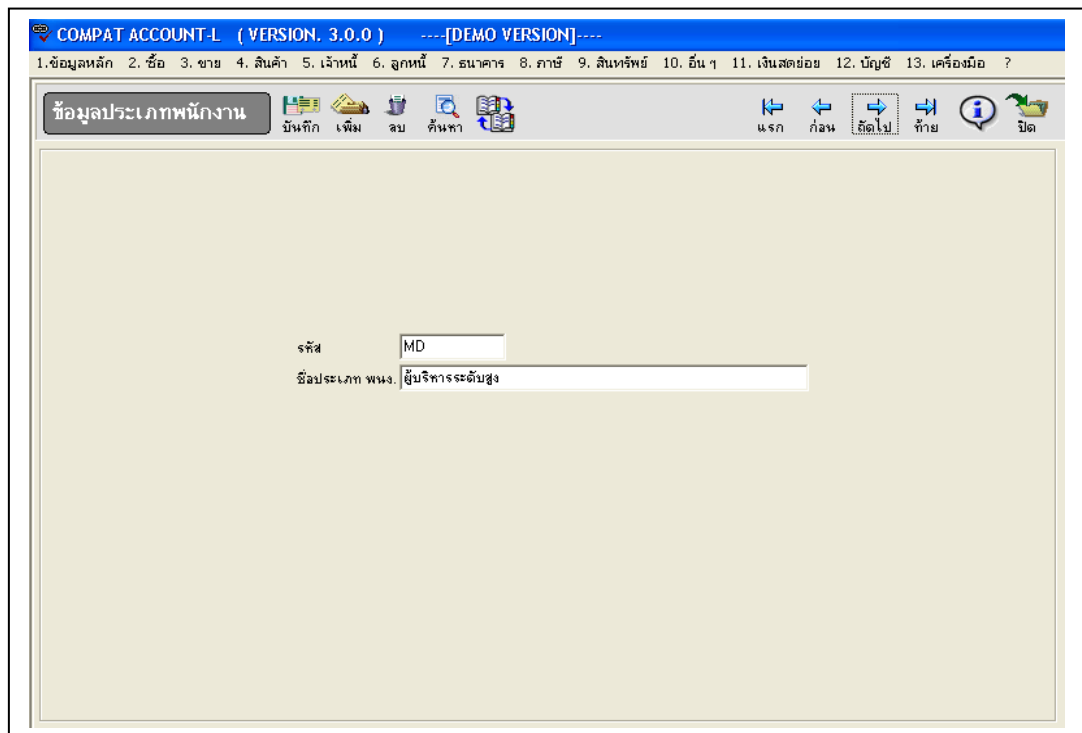 COMPAT ACCOUNT-L ( VERSION. 3.0.0 ) ----[DEMO VERSION]----
1.ข้อมูลหลัก 2. ซื้อ 3. ขาย 4. สินค้า 5. เจ้าหนี้ 6. ลูกหนี้ 7. ธนาคาร 8. ภาษี 9. สินทรัพย์ 10. อื่น ๆ 11. เงินสดย่อย 12. บัญชี 13. เครื่องมือ ?
ข้อมูลประเภทพนักงาน บันทึก เพิ่ม ลบ ค้นหา แรก ก่อน ถัดไป ท้าย ปิด
รหัส MD
ชื่อประเภท พนง. ผู้บริหารระดับสูง